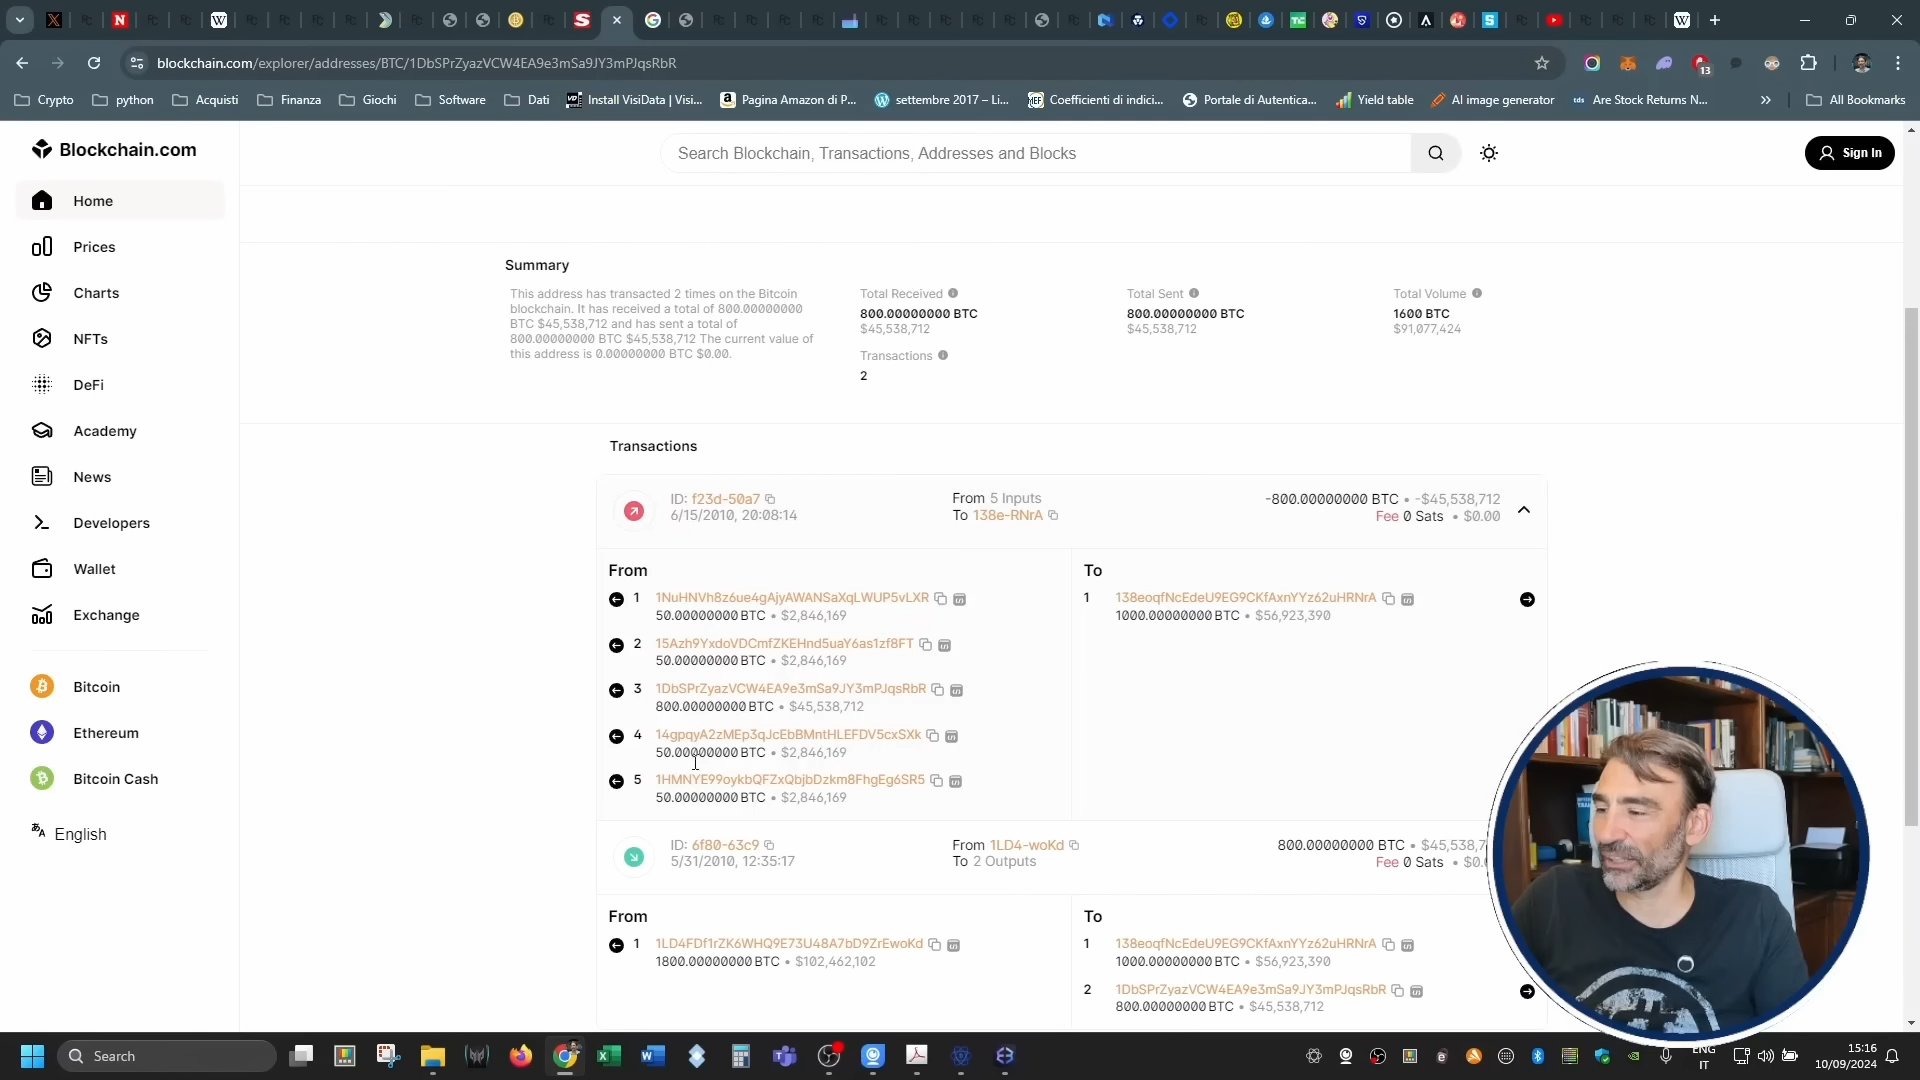 13
blockchain.com/explorer/addresses/BTC/1DbSPrZyazVCW4EA9e3mSa9JY3mPJqsRbR
Crypto
python
Acquisti
Finanza
Giochi
Software
Dati
Install VisiData | Visi...
Pagina Amazon di P...
settembre 2017 – Li...
Coefficienti di indici...
Portale di Autentica...
Yield table
AI image generator
Are Stock Returns N...
All Bookmarks
Blockchain.com
Search Blockchain, Transactions, Addresses and Blocks
Sign In
Home
Prices
Charts
NFTs
DeFi
Academy
News
Developers
Wallet
Exchange
Bitcoin
Ethereum
Bitcoin Cash
English
Summary
This address has transacted 2 times on the Bitcoin
blockchain. It has received a total of 800.00000000
BTC $45,538,712 and has sent a total of
800.00000000 BTC $45,538,712 The current value of
this address is 0.00000000 BTC $0.00.
Total Received
800.00000000 BTC
$45,538,712
Total Sent
800.00000000 BTC
$45,538,712
Total Volume
1600 BTC
$91,077,424
Transactions
2
Transactions
ID: f23d-50a7
6/15/2010, 20:08:14
From 5 Inputs
To 138e-RNrA
-800.00000000 BTC • -$45,538,712
Fee 0 Sats • $0.00
From
1 1NuHNVh8z6ue4gAjyAWANSaXqLWUP5vLXR
50.00000000 BTC • $2,846,169
2 15Azh9YxdoVDCmfZKEHnd5uaY6as1zf8FT
50.00000000 BTC • $2,846,169
3 1DbSPrZyazVCW4EA9e3mSa9JY3mPJqsRbR
800.00000000 BTC • $45,538,712
4 14gpqyA2zMEp3qJcEbBMntHLEFDV5cxSXk
50.00000000 BTC • $2,846,169
5 1HMNYE99oykbQFZxQbjbDzkm8FhgEg6SR5
50.00000000 BTC • $2,846,169
To
1 138eoqfNcEdeU9EG9CKfAxnYYz62uHRNrA
1000.00000000 BTC • $56,923,390
ID: 6f80-63c9
5/31/2010, 12:35:17
From 1LD4-woKd
To 2 Outputs
800.00000000 BTC • $45,538,7
Fee 0 Sats • $0.
From
1 1LD4FDf1rZK6WHQ9E73U48A7bD9ZrEwoKd
1800.00000000 BTC • $102,462,102
To
1 138eoqfNcEdeU9EG9CKfAxnYYz62uHRNrA
1000.00000000 BTC • $56,923,390
2 1DbSPrZyazVCW4EA9e3mSa9JY3mPJqsRbR
800.00000000 BTC • $45,538,712
Search
ENG
IT
15:16
10/09/2024